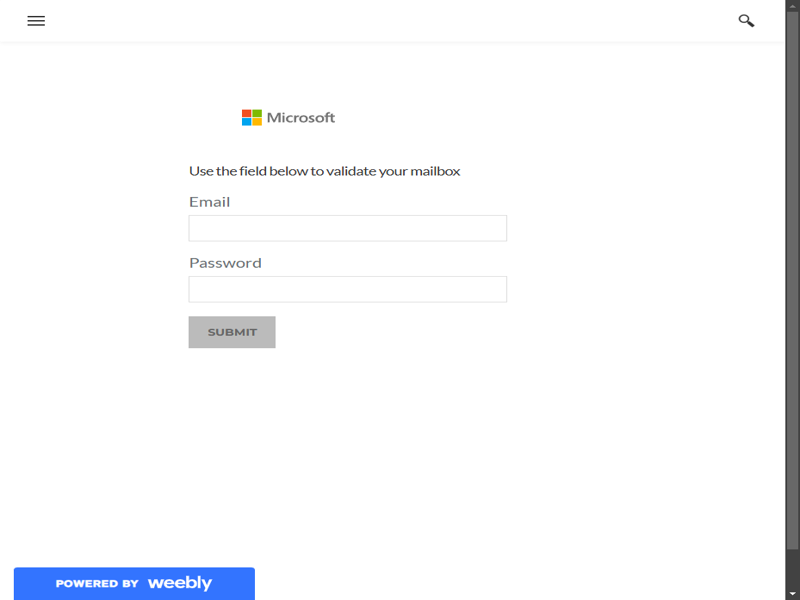 Microsoft
Use the field below to validate your mailbox
Email
Password
SUBMIT
POWERED BY weebly